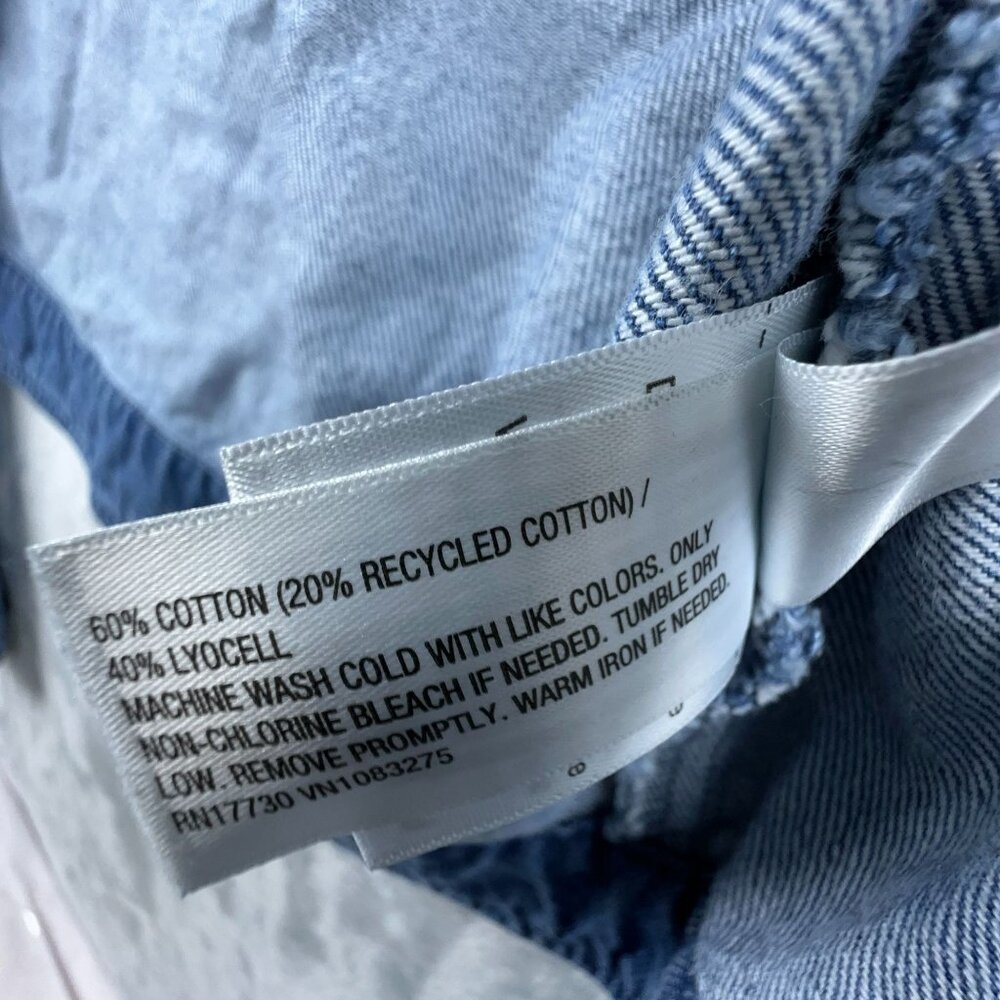 60% COTTON (20% RECYCLED COTTON) /
40% LYOCELL
MACHINE WASH COLD WITH LIKE COLORS. ONLY
NON-CHLORINE BLEACH IF NEEDED. TUMBLE DRY
LOW. REMOVE PROMPTLY. WARM IRON IF NEEDED.
RN17730 VN1083275